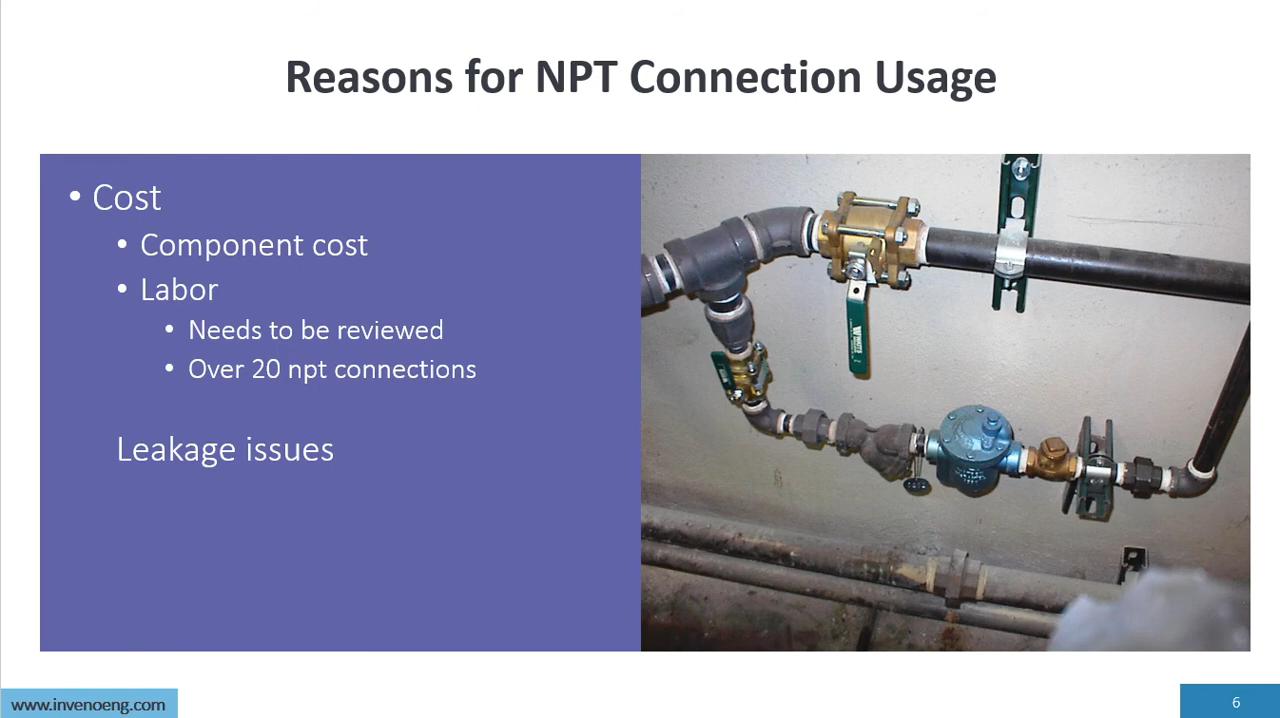 Reasons for NPT Connection Usage
• Cost
• Component cost
• Labor
• Needs to be reviewed
• Over 20 npt connections
Leakage issues
www.invenoeng.com
6